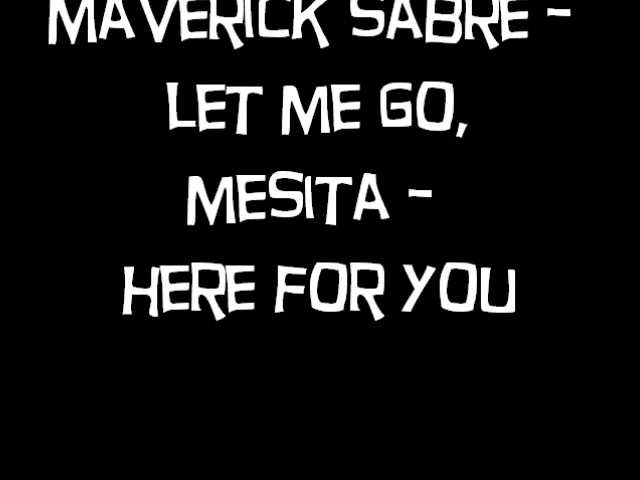 MAVERICK SABRE -
LET ME GO,
MESITA -
HERE FOR YOU